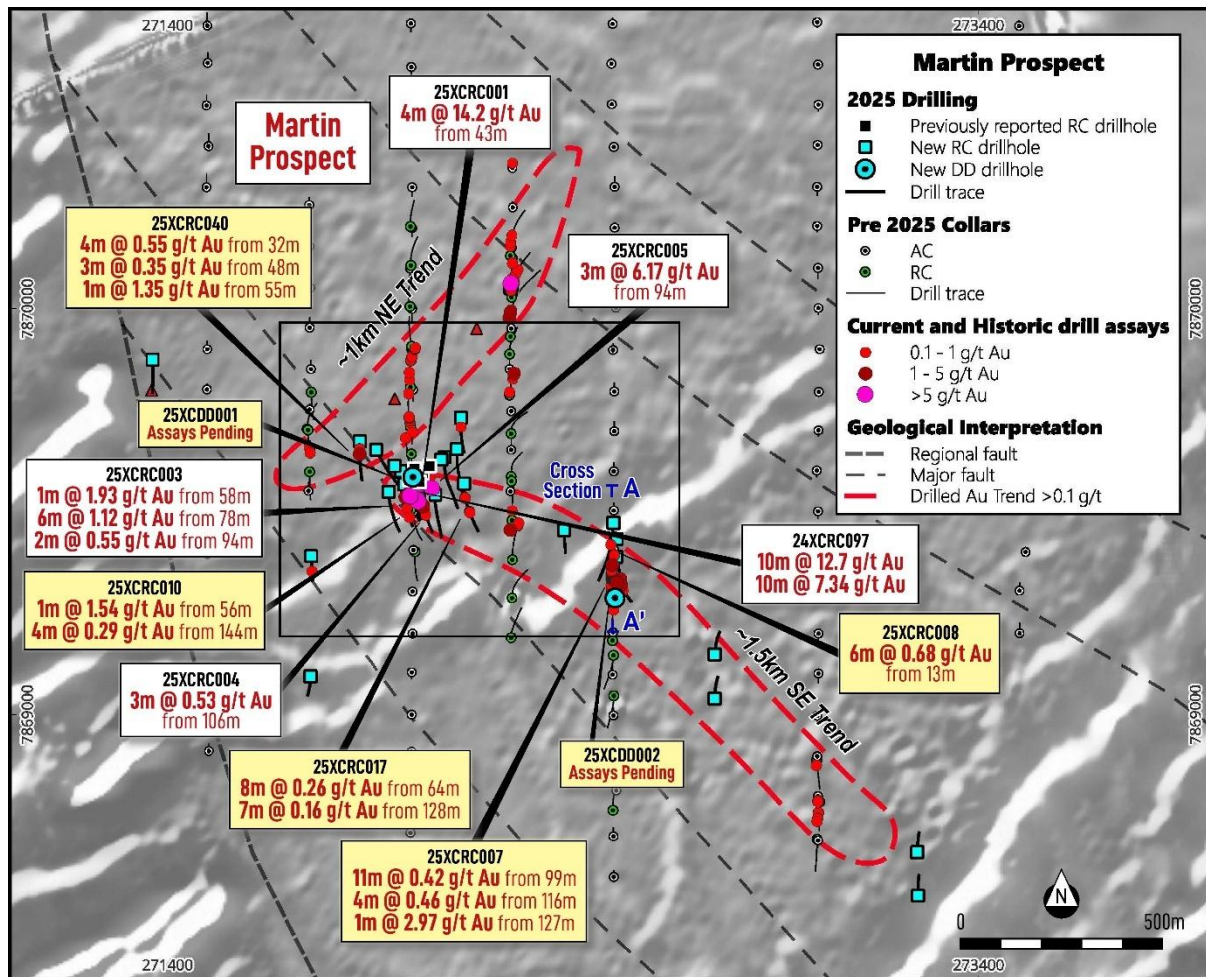 271400
273400
7870000
7870000
7869000
7869000
271400
273400
Martin
Prospect
25XCRC001
4m @ 14.2 g/t Au
from 43m
25XCRC040
4m @ 0.55 g/t Au from 32m
3m @ 0.35 g/t Au from 48m
1m @ 1.35 g/t Au from 55m
25XCRC005
3m @ 6.17 g/t Au
from 94m
~1km NE Trend
25XCDD001
Assays Pending
25XCRC003
1m @ 1.93 g/t Au from 58m
6m @ 1.12 g/t Au from 78m
2m @ 0.55 g/t Au from 94m
Cross
Section
A
A'
24XCRC097
10m @ 12.7 g/t Au
10m @ 7.34 g/t Au
25XCRC010
1m @ 1.54 g/t Au from 56m
4m @ 0.29 g/t Au from 144m
25XCRC008
6m @ 0.68 g/t Au
from 13m
25XCRC004
3m @ 0.53 g/t Au
from 106m
~1.5km SE Trend
25XCRC017
8m @ 0.26 g/t Au from 64m
7m @ 0.16 g/t Au from 128m
25XCDD002
Assays Pending
25XCRC007
11m @ 0.42 g/t Au from 99m
4m @ 0.46 g/t Au from 116m
1m @ 2.97 g/t Au from 127m
Martin Prospect
2025 Drilling
Previously reported RC drillhole
New RC drillhole
New DD drillhole
Drill trace
Pre 2025 Collars
AC
RC
Drill trace
Current and Historic drill assays
0.1 - 1 g/t Au
1 - 5 g/t Au
>5 g/t Au
Geological Interpretation
Regional fault
Major fault
Drilled Au Trend >0.1 g/t
N
0 500m